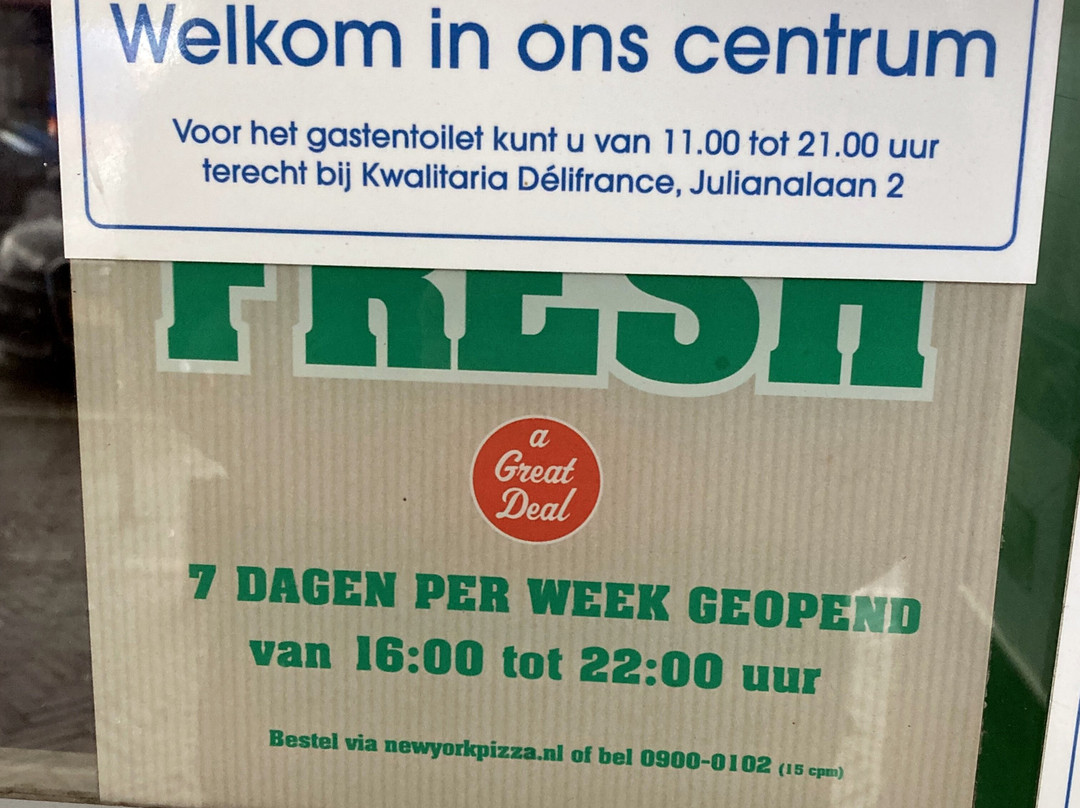 Welkom in ons centrum
Voor het gastentoilet kunt u van 11.00 tot 21.00 uur
terecht bij Kwalitaria Délifrance, Julianalaan 2
FRESH
a
Great
Deal
7 DAGEN PER WEEK GEOPEND
van 16:00 tot 22:00 uur
Bestel via newyorkpizza.nl of bel 0900-0102 (15 cpm)